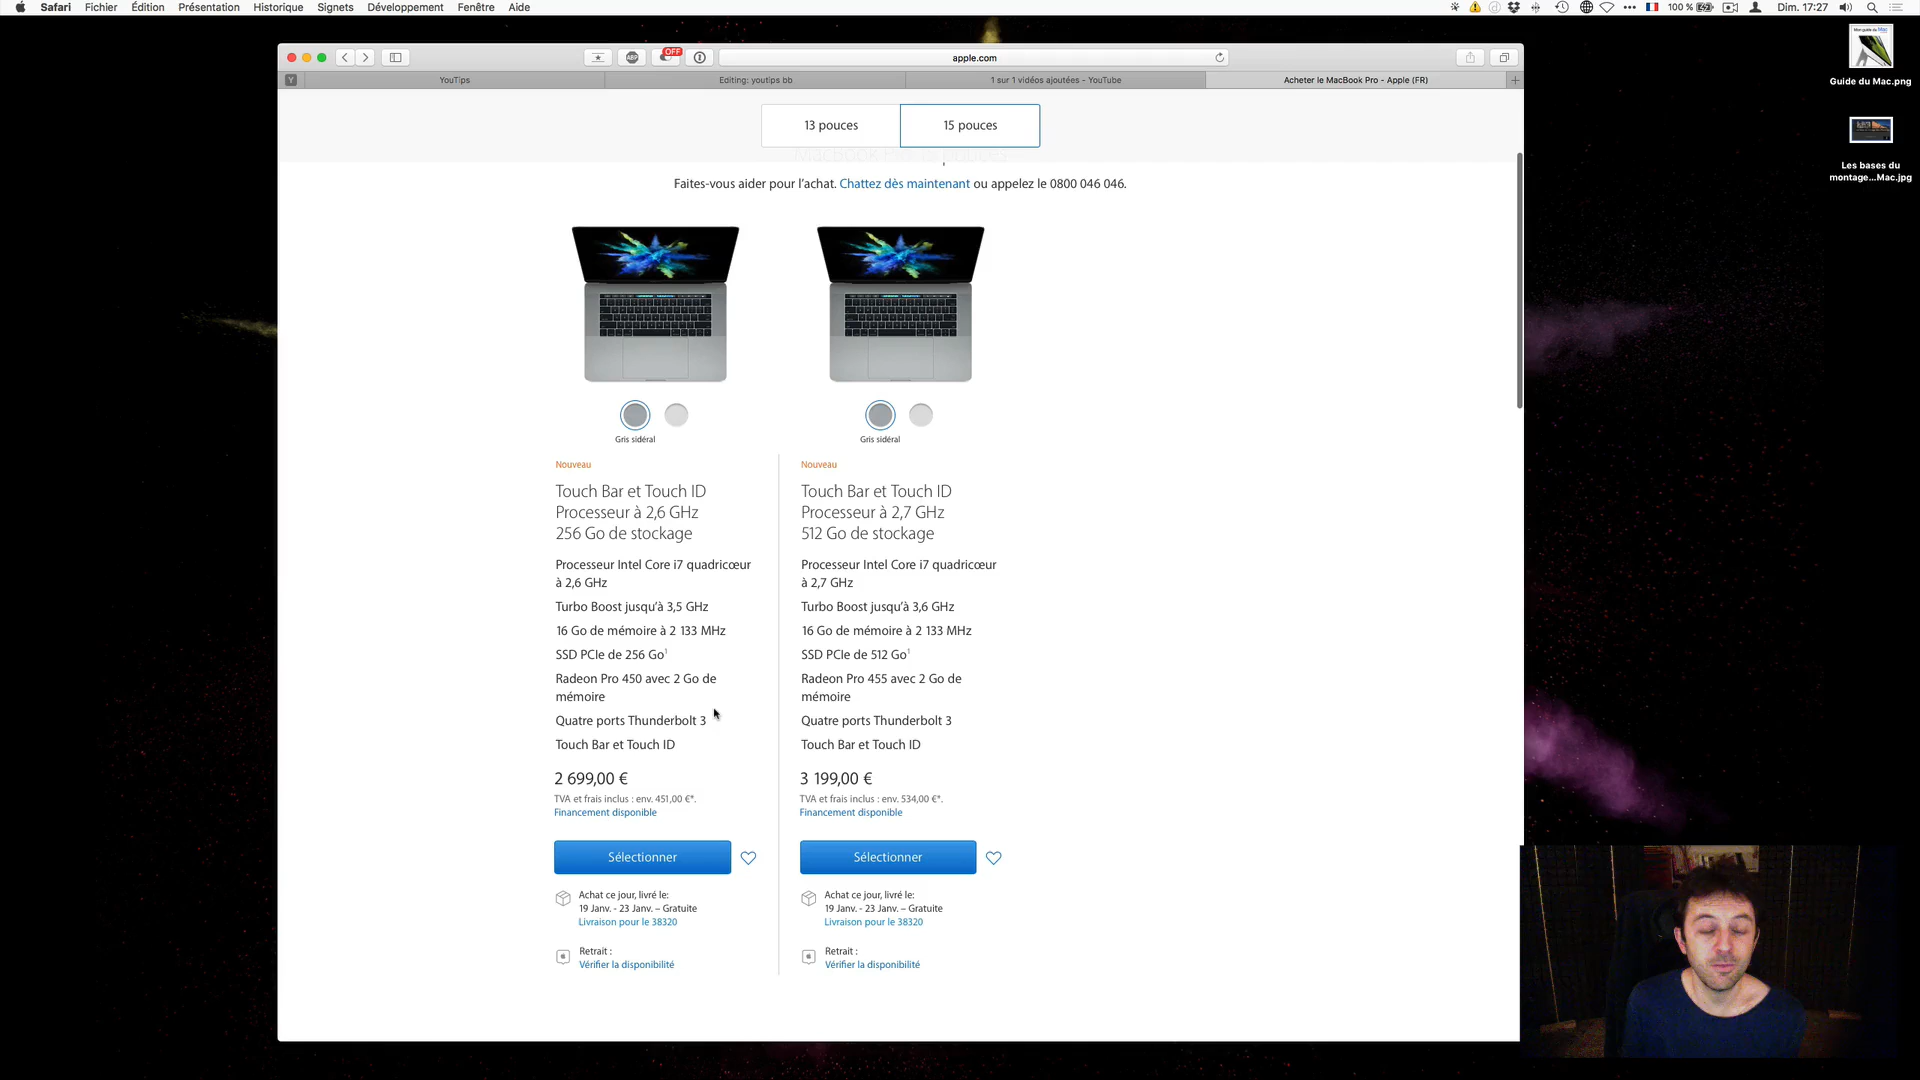 Safari Fichier Édition Présentation Historique Signets Développement Fenêtre Aide
100 % Dim. 17:27
OFF
apple.com
Y YouTips Editing: youtips bb 1 sur 1 vidéos ajoutées - YouTube Acheter le MacBook Pro - Apple (FR)
13 pouces 15 pouces
Faites-vous aider pour l'achat. Chattez dès maintenant ou appelez le 0800 046 046.
Gris sidéral
Nouveau
Touch Bar et Touch ID
Processeur à 2,6 GHz
256 Go de stockage
Processeur Intel Core i7 quadricœur
à 2,6 GHz
Turbo Boost jusqu'à 3,5 GHz
16 Go de mémoire à 2 133 MHz
SSD PCIe de 256 Go¹
Radeon Pro 450 avec 2 Go de
mémoire
Quatre ports Thunderbolt 3
Touch Bar et Touch ID
2 699,00 €
TVA et frais inclus : env. 451,00 €*.
Financement disponible
Sélectionner
Achat ce jour, livré le:
19 Janv. - 23 Janv. – Gratuite
Livraison pour le 38320
Retrait :
Vérifier la disponibilité
Gris sidéral
Nouveau
Touch Bar et Touch ID
Processeur à 2,7 GHz
512 Go de stockage
Processeur Intel Core i7 quadricœur
à 2,7 GHz
Turbo Boost jusqu'à 3,6 GHz
16 Go de mémoire à 2 133 MHz
SSD PCIe de 512 Go¹
Radeon Pro 455 avec 2 Go de
mémoire
Quatre ports Thunderbolt 3
Touch Bar et Touch ID
3 199,00 €
TVA et frais inclus : env. 534,00 €*.
Financement disponible
Sélectionner
Achat ce jour, livré le:
19 Janv. - 23 Janv. – Gratuite
Livraison pour le 38320
Retrait :
Vérifier la disponibilité
Guide du Mac.png
Les bases du
montage...Mac.jpg